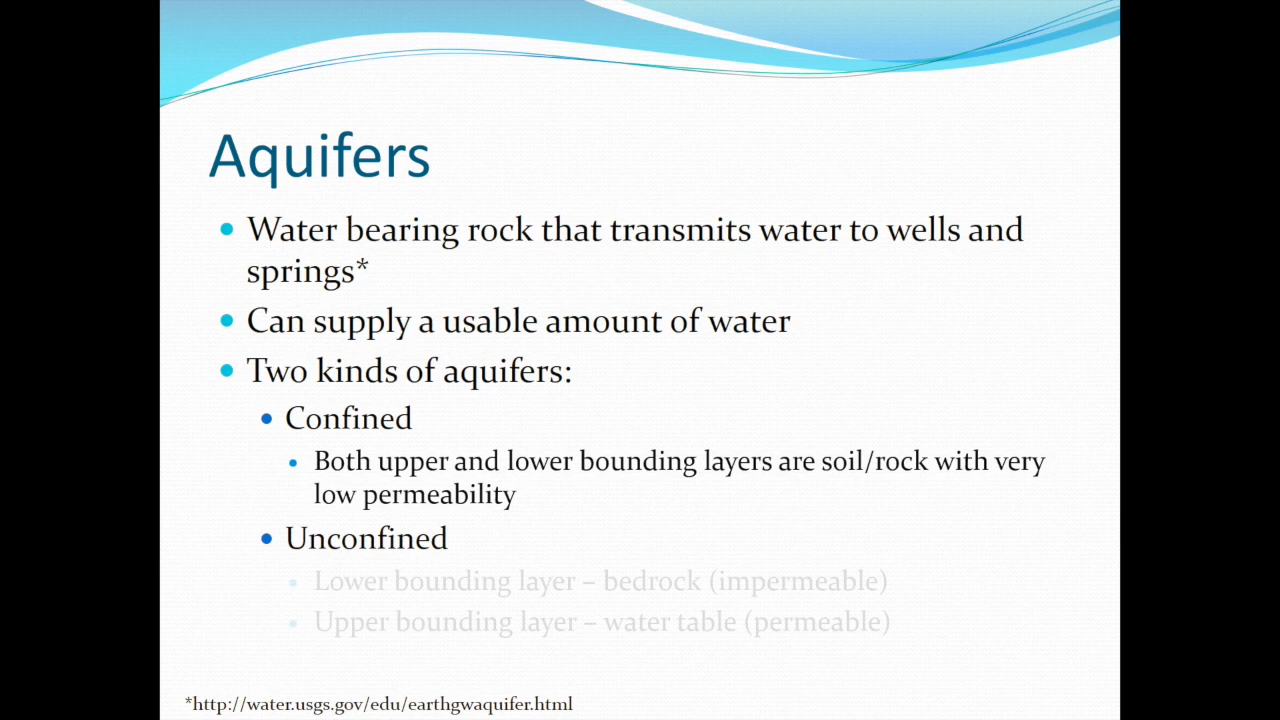 Aquifers
Water bearing rock that transmits water to wells and
springs*
Can supply a usable amount of water
Two kinds of aquifers:
Confined
Both upper and lower bounding layers are soil/rock with very
low permeability
Unconfined
Lower bounding layer – bedrock (impermeable)
Upper bounding layer – water table (permeable)
*http://water.usgs.gov/edu/earthgwaquifer.html